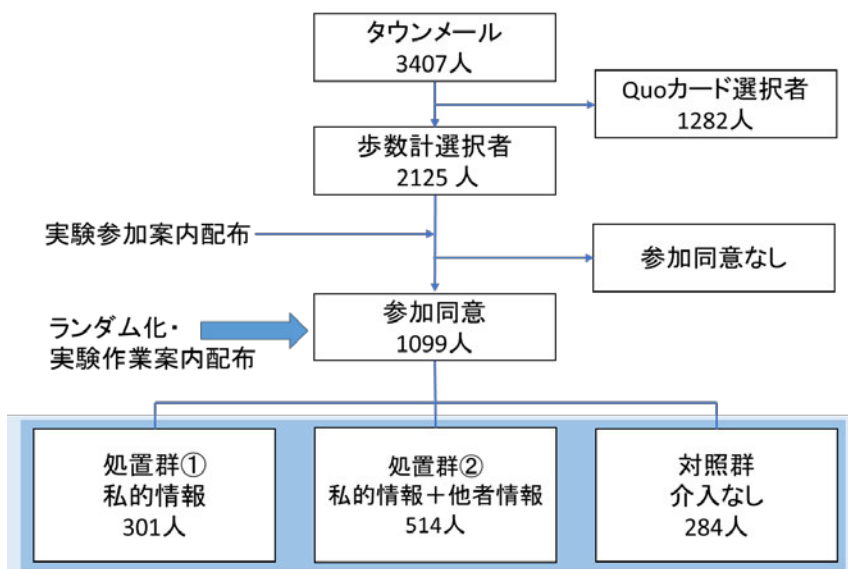 タウンメール
3407人
Quoカード選択者
1282人
歩数計選択者
2125 人
実験参加案内配布
参加同意なし
参加同意
1099人
ランダム化・
実験作業案内配布
処置群①
私的情報
301人
処置群②
私的情報＋他者情報
514人
対照群
介入なし
284人